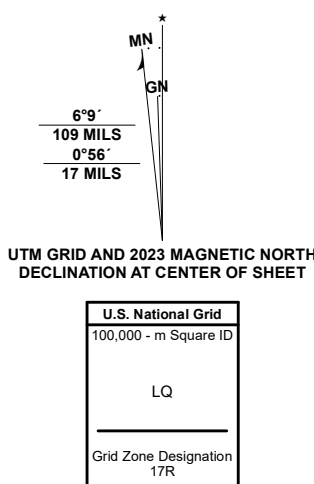 ★
MN
GN
6°9´
109 MILS
0°56´
17 MILS
UTM GRID AND 2023 MAGNETIC NORTH
DECLINATION AT CENTER OF SHEET
U.S. National Grid
100,000 - m Square ID
LQ
Grid Zone Designation
17R